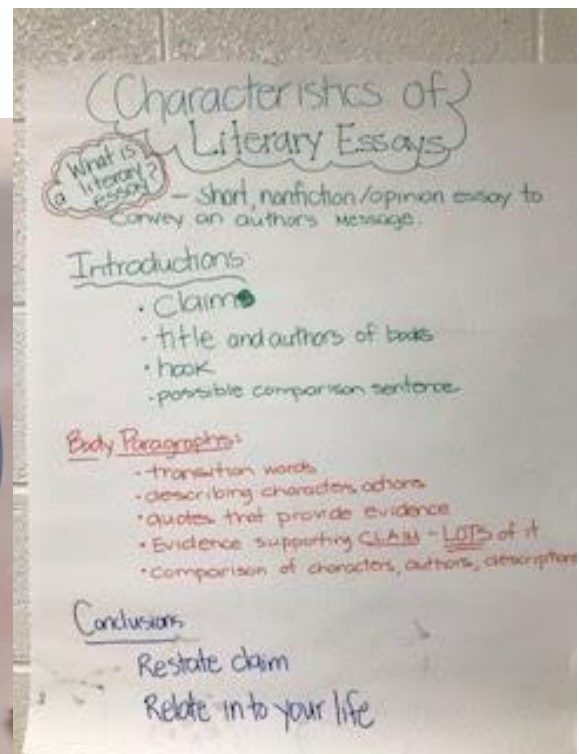 Characteristics of
Literary Essays
What is
a literary
essay?
- Short, nonfiction/opinion essay to
convey an authors message.
Introductions
· claim
· title and authors of books
· hook
· possible comparison sentence
Body Paragraphs:
· transition words
· describing characters actions
· quotes that provide evidence
· Evidence supporting CLAIM - LOTS of it
· comparison of characters, authors, descriptions
Conclusions
Restate claim
Relate in to your life